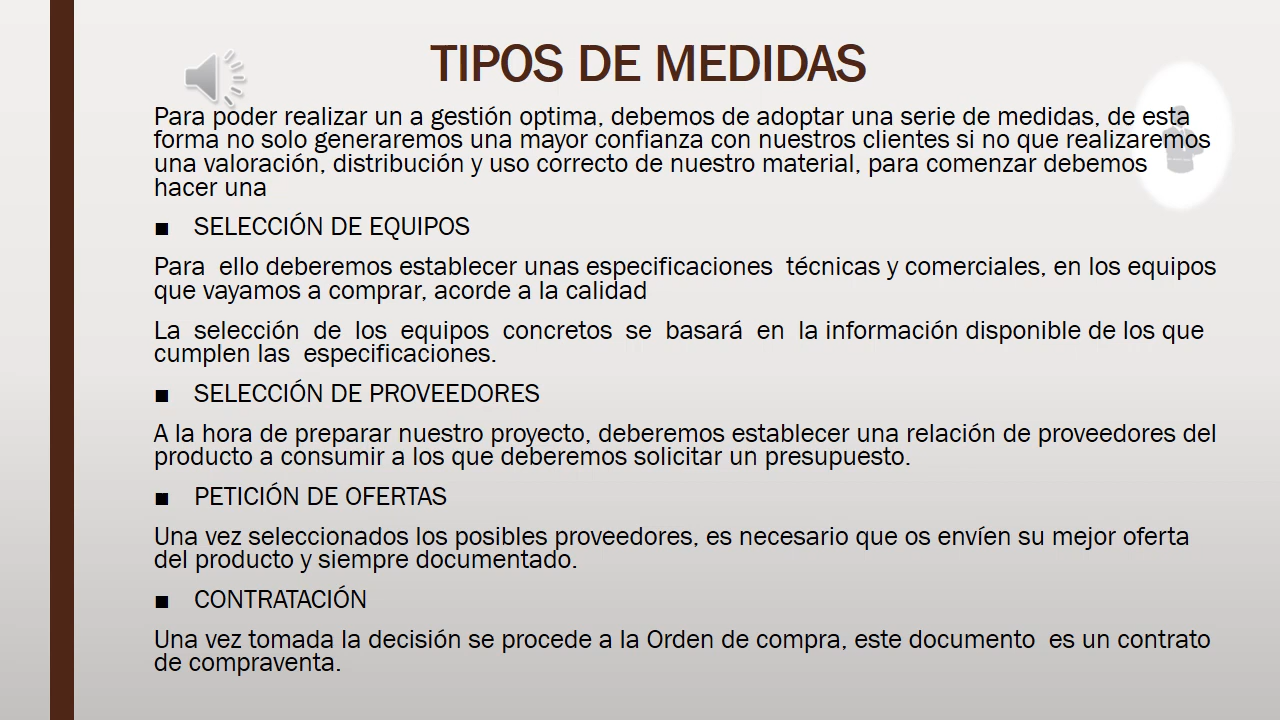 TIPOS DE MEDIDAS
Para poder realizar un a gestión optima, debemos de adoptar una serie de medidas, de esta
forma no solo generaremos una mayor confianza con nuestros clientes si no que realizaremos
una valoración, distribución y uso correcto de nuestro material, para comenzar debemos
hacer una
■ SELECCIÓN DE EQUIPOS
Para ello deberemos establecer unas especificaciones técnicas y comerciales, en los equipos
que vayamos a comprar, acorde a la calidad
La selección de los equipos concretos se basará en la información disponible de los que
cumplen las especificaciones.
■ SELECCIÓN DE PROVEEDORES
A la hora de preparar nuestro proyecto, deberemos establecer una relación de proveedores del
producto a consumir a los que deberemos solicitar un presupuesto.
■ PETICIÓN DE OFERTAS
Una vez seleccionados los posibles proveedores, es necesario que os envíen su mejor oferta
del producto y siempre documentado.
■ CONTRATACIÓN
Una vez tomada la decisión se procede a la Orden de compra, este documento es un contrato
de compraventa.